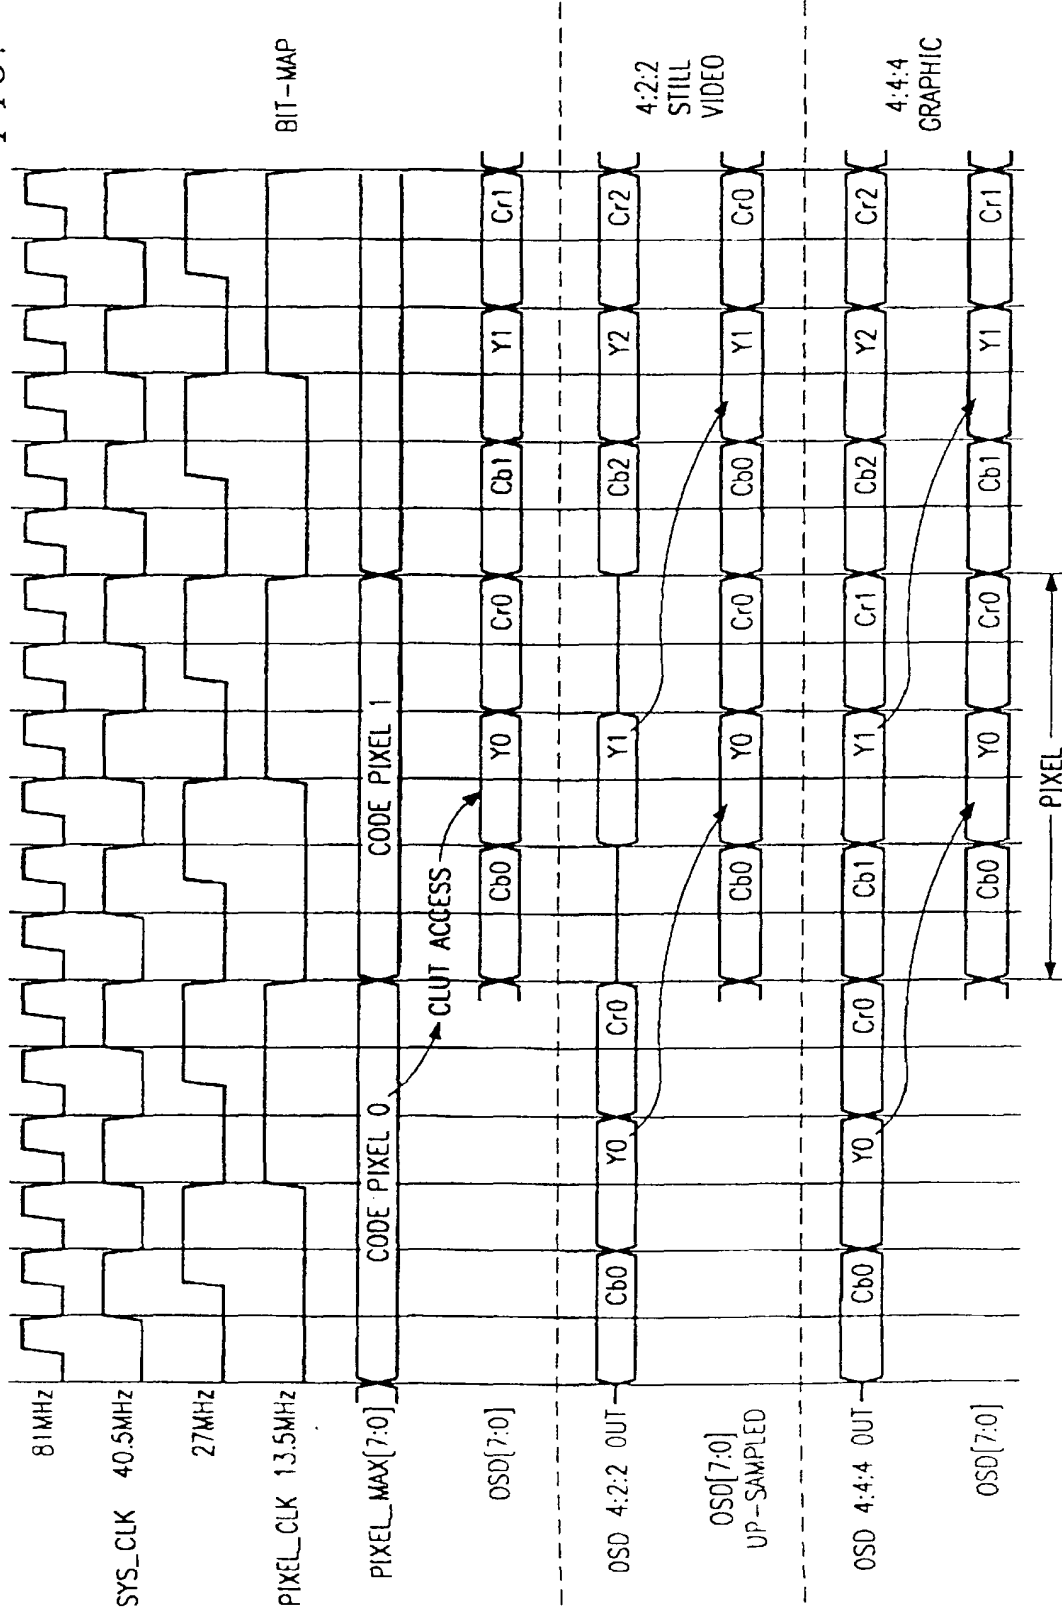 81MHz
SYS_CLK 40.5MHz
27MHz
PIXEL_CLK 13.5MHz
BIT-MAP
PIXEL_MAX[7:0] CODE PIXEL 0 CODE PIXEL 1
CLUT ACCESS
OSD[7:0] Cb0 Y0 Cr0 Cb1 Y1 Cr1
OSD 4:2:2 OUT Cb0 Y0 Cr0 Y1 Cb2 Y2 Cr2
4:2:2
STILL
VIDEO
OSD[7:0]
UP-SAMPLED
Cb0 Y0 Cr0 Cb0 Y1 Cr0
OSD 4:4:4 OUT Cb0 Y0 Cr0 Cb1 Y1 Cr1 Cb2 Y2 Cr2
4:4:4
GRAPHIC
OSD[7:0] Cb0 Y0 Cr0 Cb1 Y1 Cr1
PIXEL